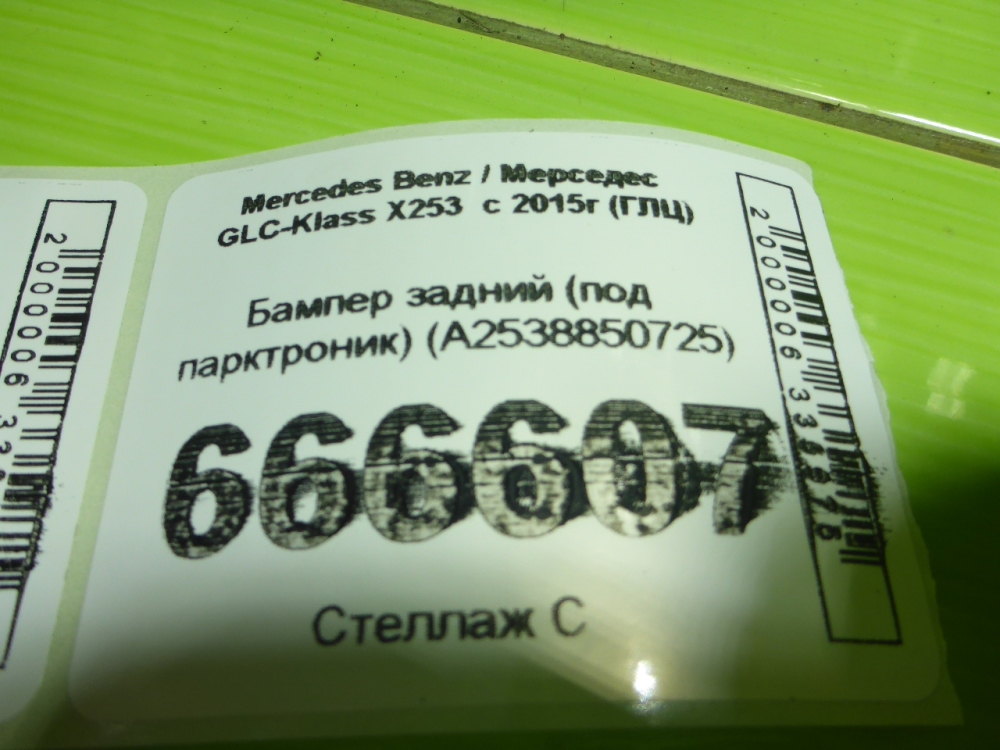 Mercedes Benz / Мерседес
GLC-Klass X253 с 2015г (ГЛЦ)
Бампер задний (под
парктроник) (A2538850725)
666607
Стеллаж С